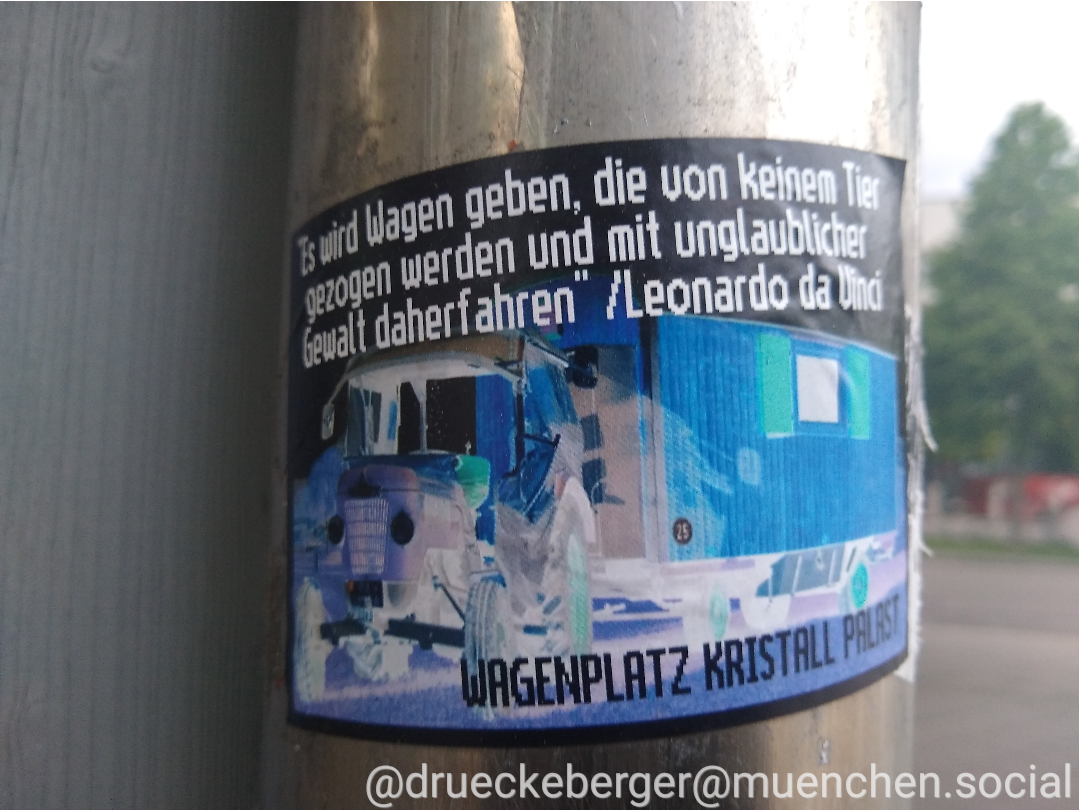 "Es wird Wagen geben, die von keinem Tier
gezogen werden und mit unglaublicher
Gewalt daherfahren" /Leonardo da Vinci
25
WAGENPLATZ KRISTALL PALAST
@drueckeberger@muenchen.social